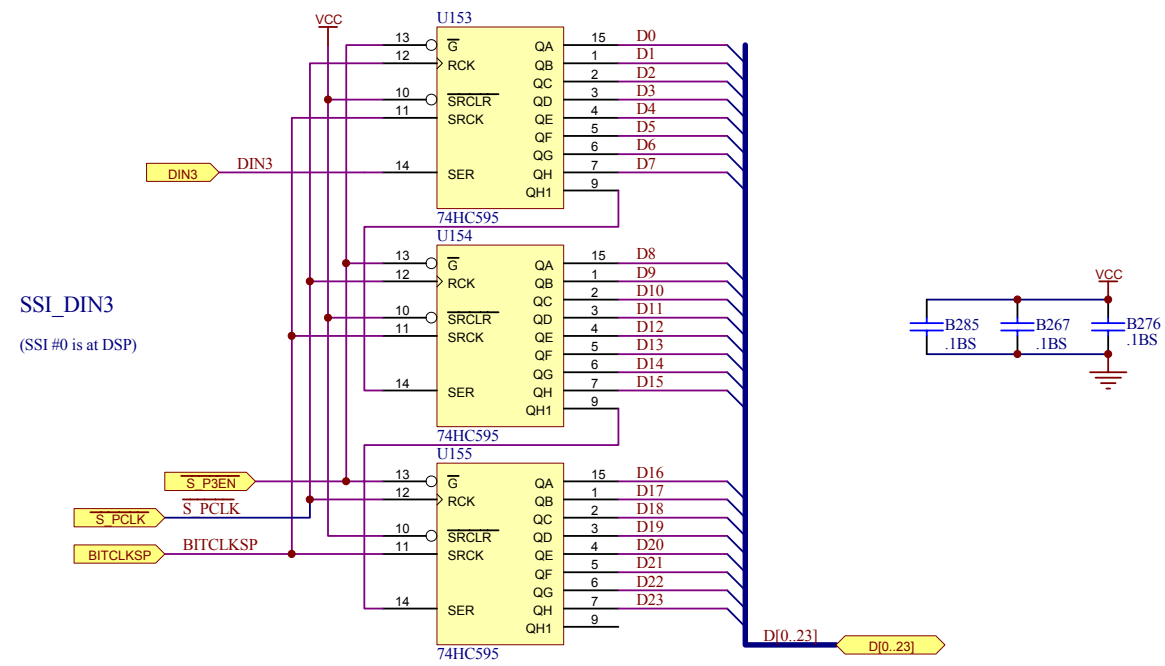 VCC
U153
13 G QA 15 D0
12 RCK QB 1 D1
QC 2 D2
10 SRCLR QD 3 D3
11 SRCK QE 4 D4
QF 5 D5
QG 6 D6
DIN3 DIN3 14 SER QH 7 D7
QH1 9
74HC595
U154
13 G QA 15 D8
12 RCK QB 1 D9
QC 2 D10
10 SRCLR QD 3 D11
11 SRCK QE 4 D12
QF 5 D13
QG 6 D14
14 SER QH 7 D15
QH1 9
74HC595
SSI_DIN3
(SSI #0 is at DSP)
VCC
B285 B267 B276
.1BS .1BS .1BS
U155
S_P3EN 13 G QA 15 D16
S_PCLK S_PCLK 12 RCK QB 1 D17
QC 2 D18
10 SRCLR QD 3 D19
BITCLKSP BITCLKSP 11 SRCK QE 4 D20
QF 5 D21
QG 6 D22
14 SER QH 7 D23
QH1 9
74HC595
D[0..23] D[0..23]